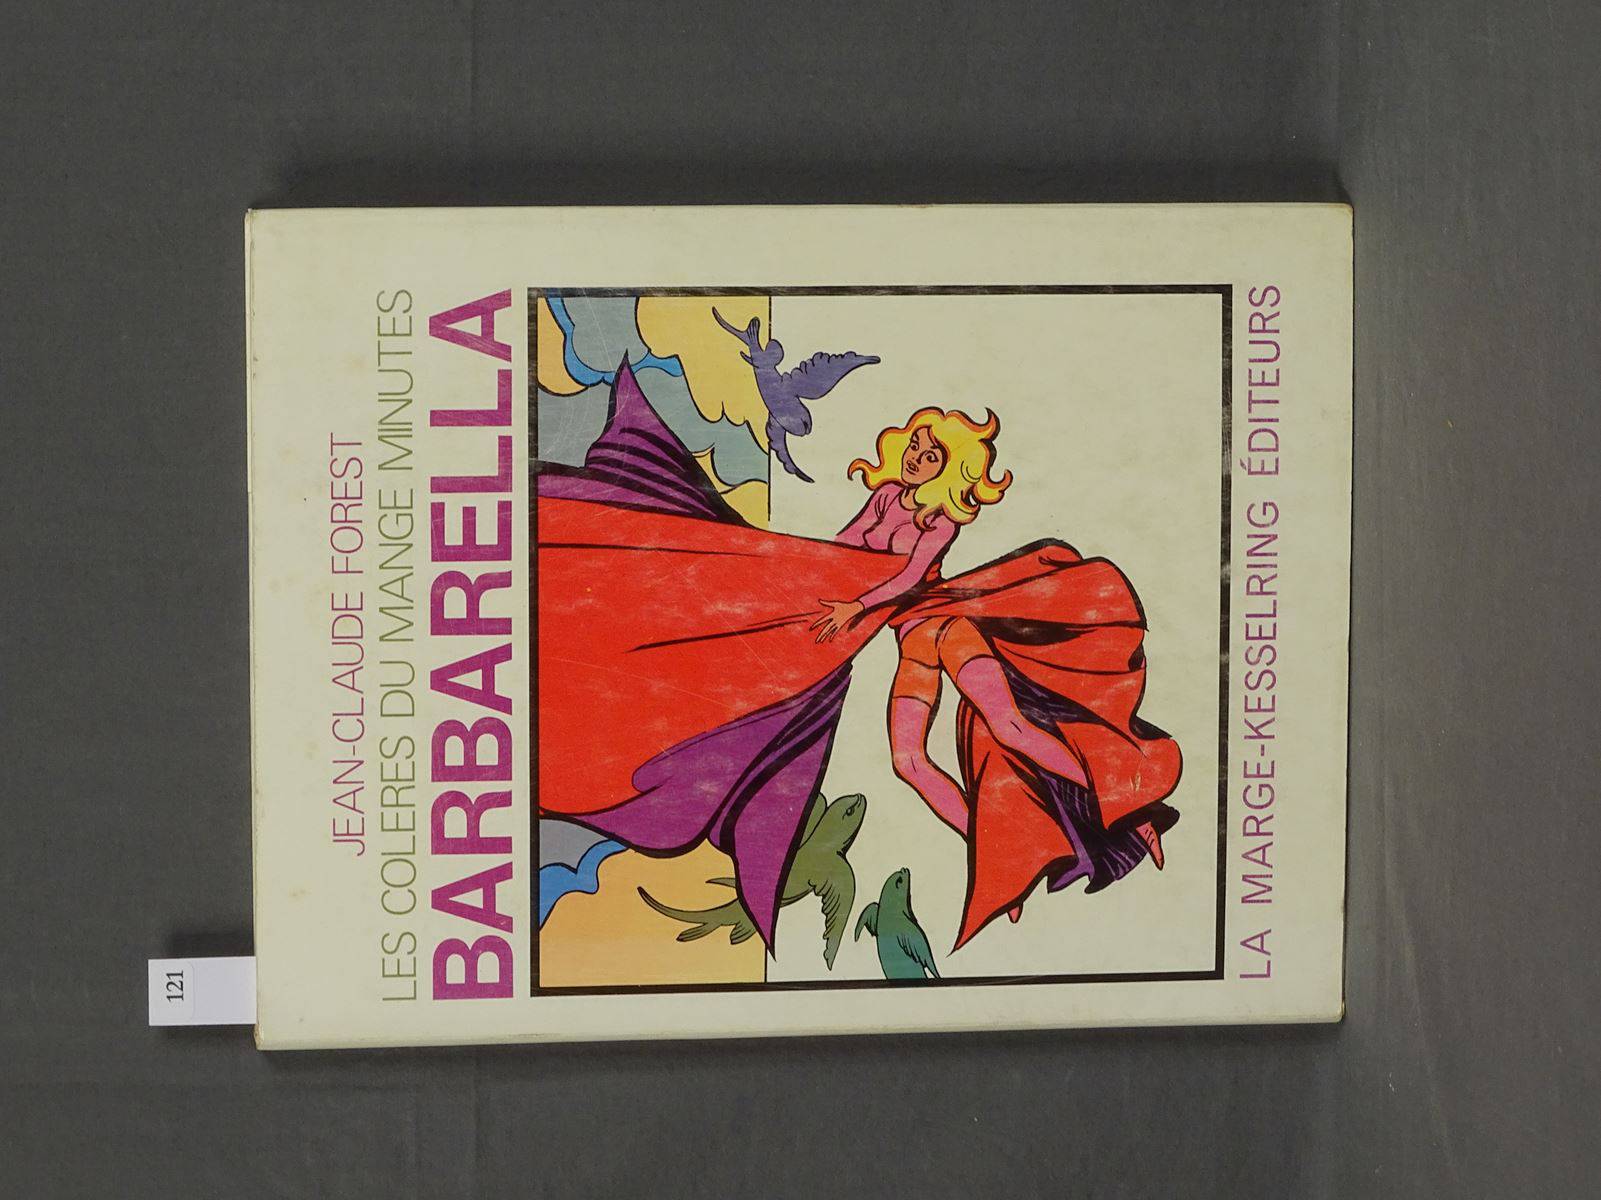 121
JEAN-CLAUDE FOREST
LES COLERES DU MANGE MINUTES
BARBARELLA
LA MARGE-KESSELRING ÉDITEURS